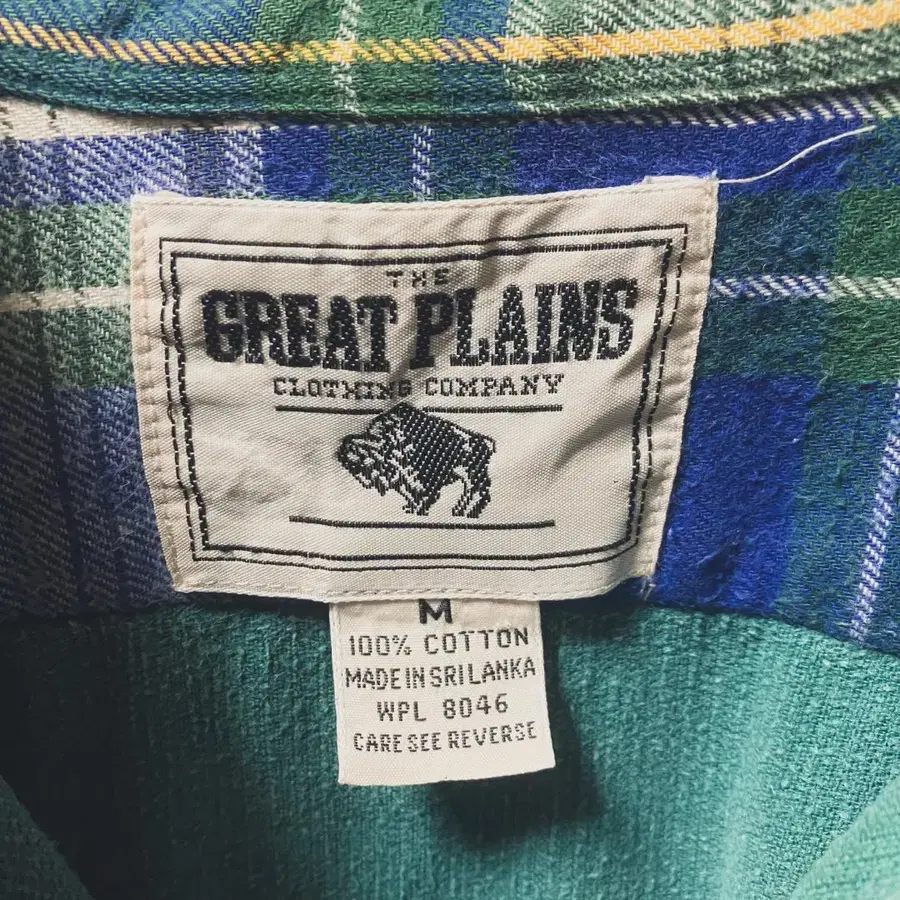 THE
GREAT PLAINS
CLOTHING COMPANY
M
100% COTTON
MADE IN SRI LANKA
WPL 8046
CARE SEE REVERSE